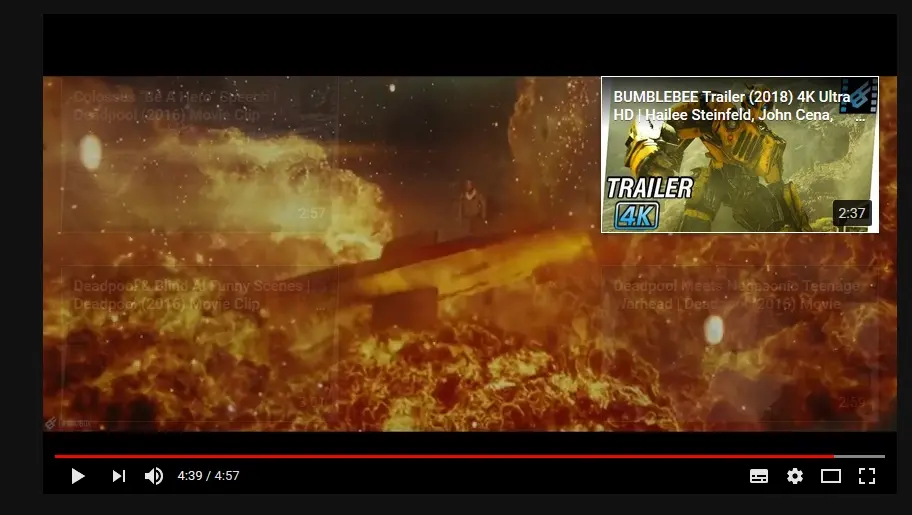 Colossus "Be A Hero" Speech |
Deadpool (2016) Movie Clip
2:57
BUMBLEBEE Trailer (2018) 4K Ultra
HD | Hailee Steinfeld, John Cena,
...
TRAILER
4K
2:37
Deadpool & Blind Al Funny Scenes |
Deadpool (2016) Movie Clip
Deadpool Meets Negasonic Teenage
Warhead | Deadpool (2016) Movie
4:39 / 4:57